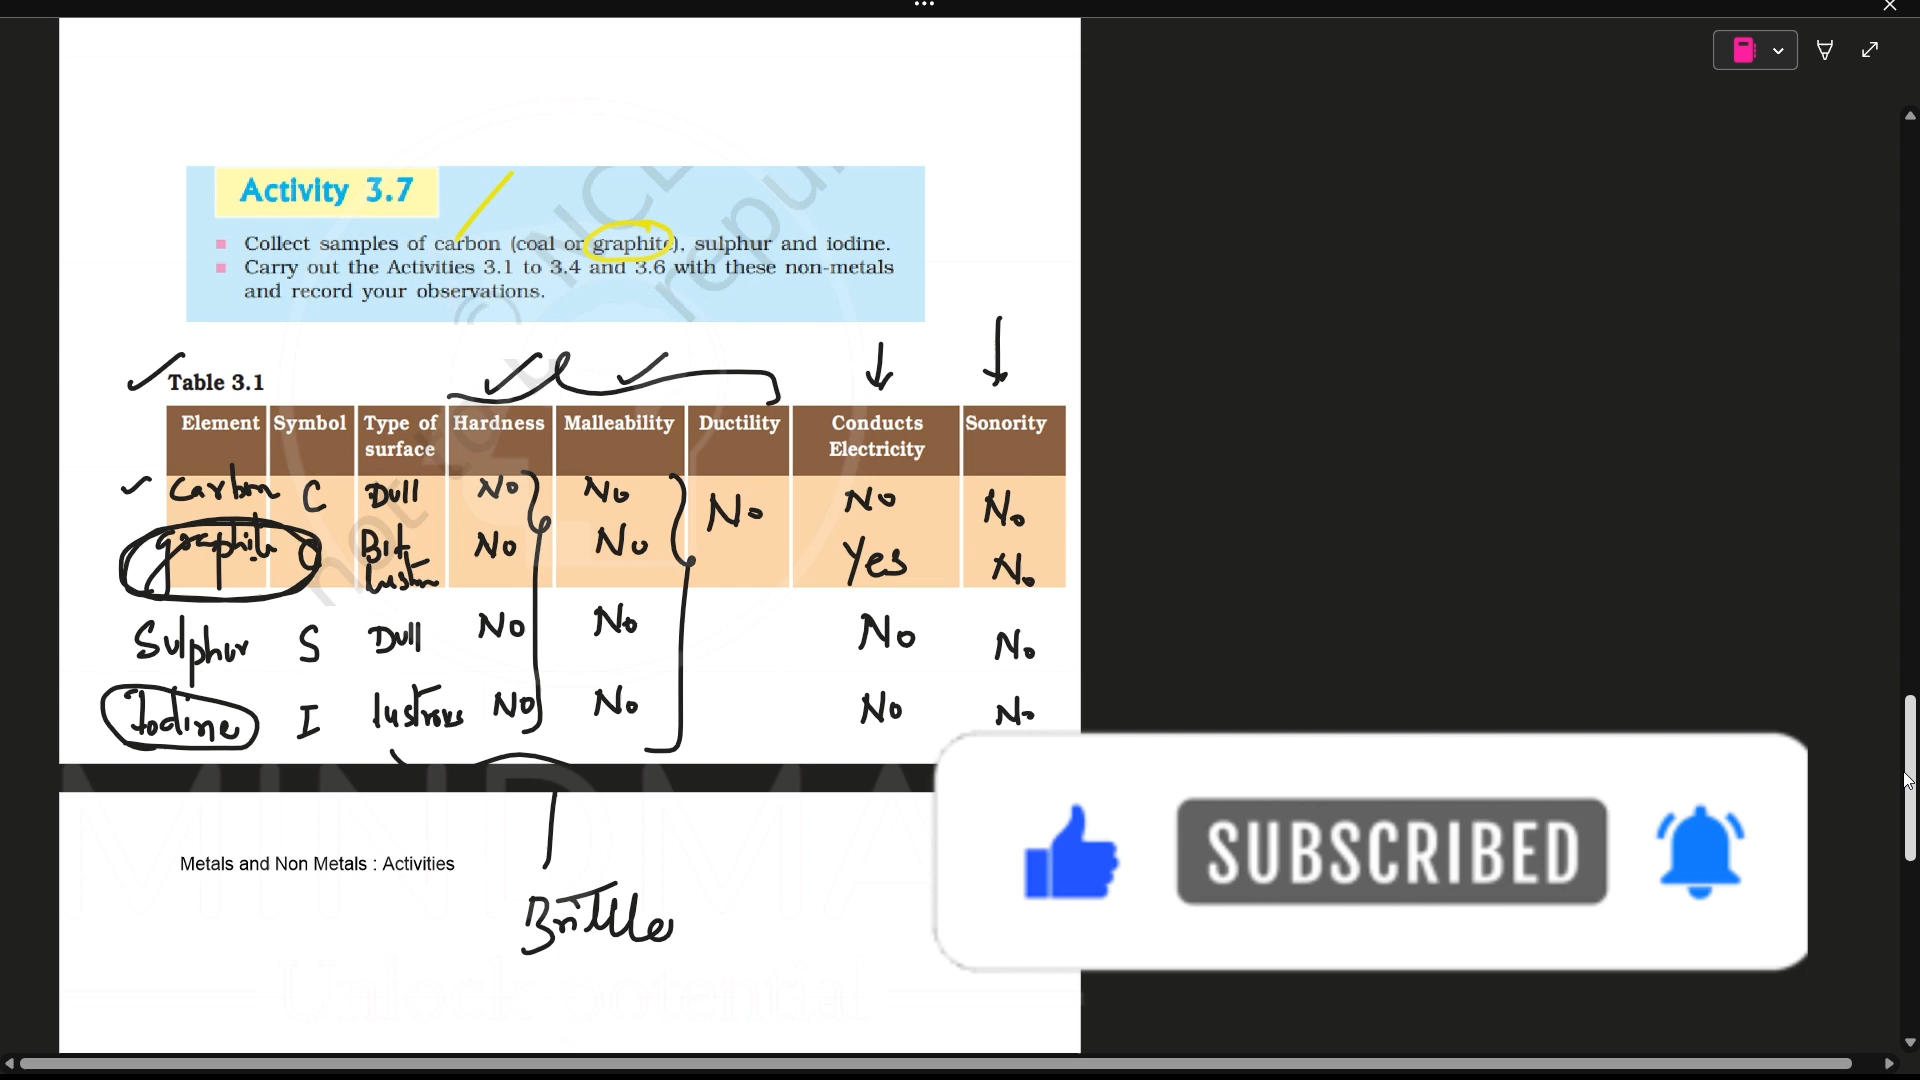 Activity 3.7
Collect samples of carbon (coal or graphite), sulphur and iodine.
Carry out the Activities 3.1 to 3.4 and 3.6 with these non-metals
and record your observations.
Table 3.1
Element Symbol Type of surface Hardness Malleability Ductility Conducts Electricity Sonority
Carbon C Dull No No No No No
graphite C Bit No No Yes No
Sulphur S Dull No No No No
Iodine I lustrous No No No No
Metals and Non Metals : Activities
Brittle
SUBSCRIBED
Unlock potential